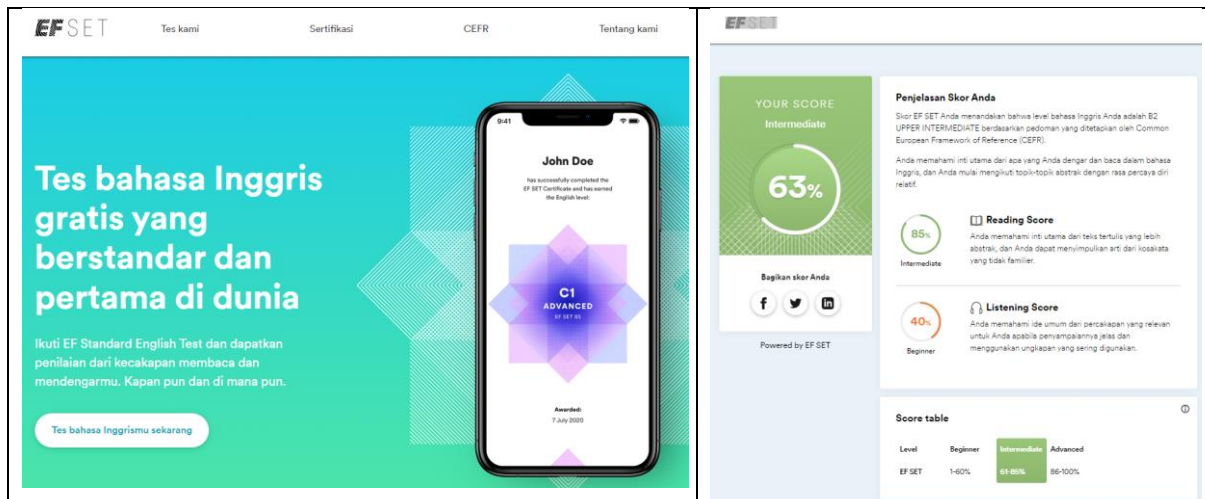 EFSET
Tes kami
Sertifikasi
CEFR
Tentang kami
Tes bahasa Inggris
gratis yang
berstandar dan
pertama di dunia
Ikuti EF Standard English Test dan dapatkan
penilaian dari kecakapan membaca dan
mendengarmu. Kapan pun dan di mana pun.
Tes bahasa Inggrismu sekarang
9:41
John Doe
has successfully completed the
EF SET Certificate and has earned
the English level:
C1
ADVANCED
EF SET 65
Awarded:
7 July 2020
EFSET
YOUR SCORE
Intermediate
63%
Bagikan skor Anda
Powered by EF SET
Penjelasan Skor Anda
Skor EF SET Anda menandakan bahwa level bahasa Inggris Anda adalah B2
UPPER INTERMEDIATE berdasarkan pedoman yang ditetapkan oleh Common
European Framework of Reference (CEFR).
Anda memahami inti utama dari apa yang Anda dengar dan baca dalam bahasa
Inggris, dan Anda mulai mengikuti topik-topik abstrak dengan rasa percaya diri
relatif.
85%
Intermediate
Reading Score
Anda memahami inti utama dari teks tertulis yang lebih
abstrak, dan Anda dapat menyimpulkan arti dari kosakata
yang tidak familier.
40%
Beginner
Listening Score
Anda memahami ide umum dari percakapan yang relevan
untuk Anda apabila penyampaiannya jelas dan
menggunakan ungkapan yang sering digunakan.
Score table
Level Beginner Intermediate Advanced
EF SET 1-60% 61-85% 86-100%